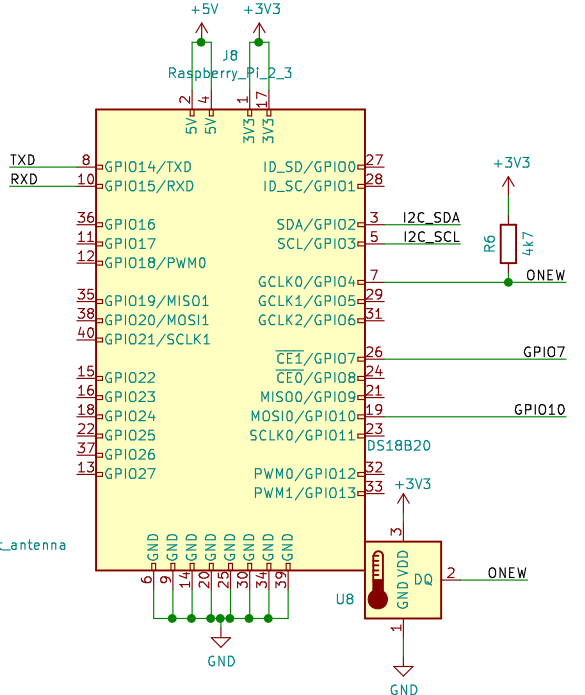 +5V +3V3
J8
Raspberry_Pi_2_3
2 4 1 17
5V 5V 3V3 3V3
+3V3
TXD 8 GPIO14/TXD ID_SD/GPIO0 27
RXD 10 GPIO15/RXD ID_SC/GPIO1 28
36 GPIO16 SDA/GPIO2 3 I2C_SDA
11 GPIO17 SCL/GPIO3 5 I2C_SCL
R6 4k7
12 GPIO18/PWM0
GCLK0/GPIO4 7 ONEW
35 GPIO19/MISO1 GCLK1/GPIO5 29
38 GPIO20/MOSI1 GCLK2/GPIO6 31
40 GPIO21/SCLK1
CE1/GPIO7 26 GPIO7
15 GPIO22 CE0/GPIO8 24
16 GPIO23 MISO0/GPIO9 21
18 GPIO24 MOSI0/GPIO10 19 GPIO10
22 GPIO25 SCLK0/GPIO11 23
DS18B20
37 GPIO26
13 GPIO27 PWM0/GPIO12 32
PWM1/GPIO13 33
+3V3
3
_antenna
GND GND GND GND GND GND GND GND
6 9 14 20 25 30 34 39
VDD
GND
DQ 2 ONEW
U8
1
GND
GND